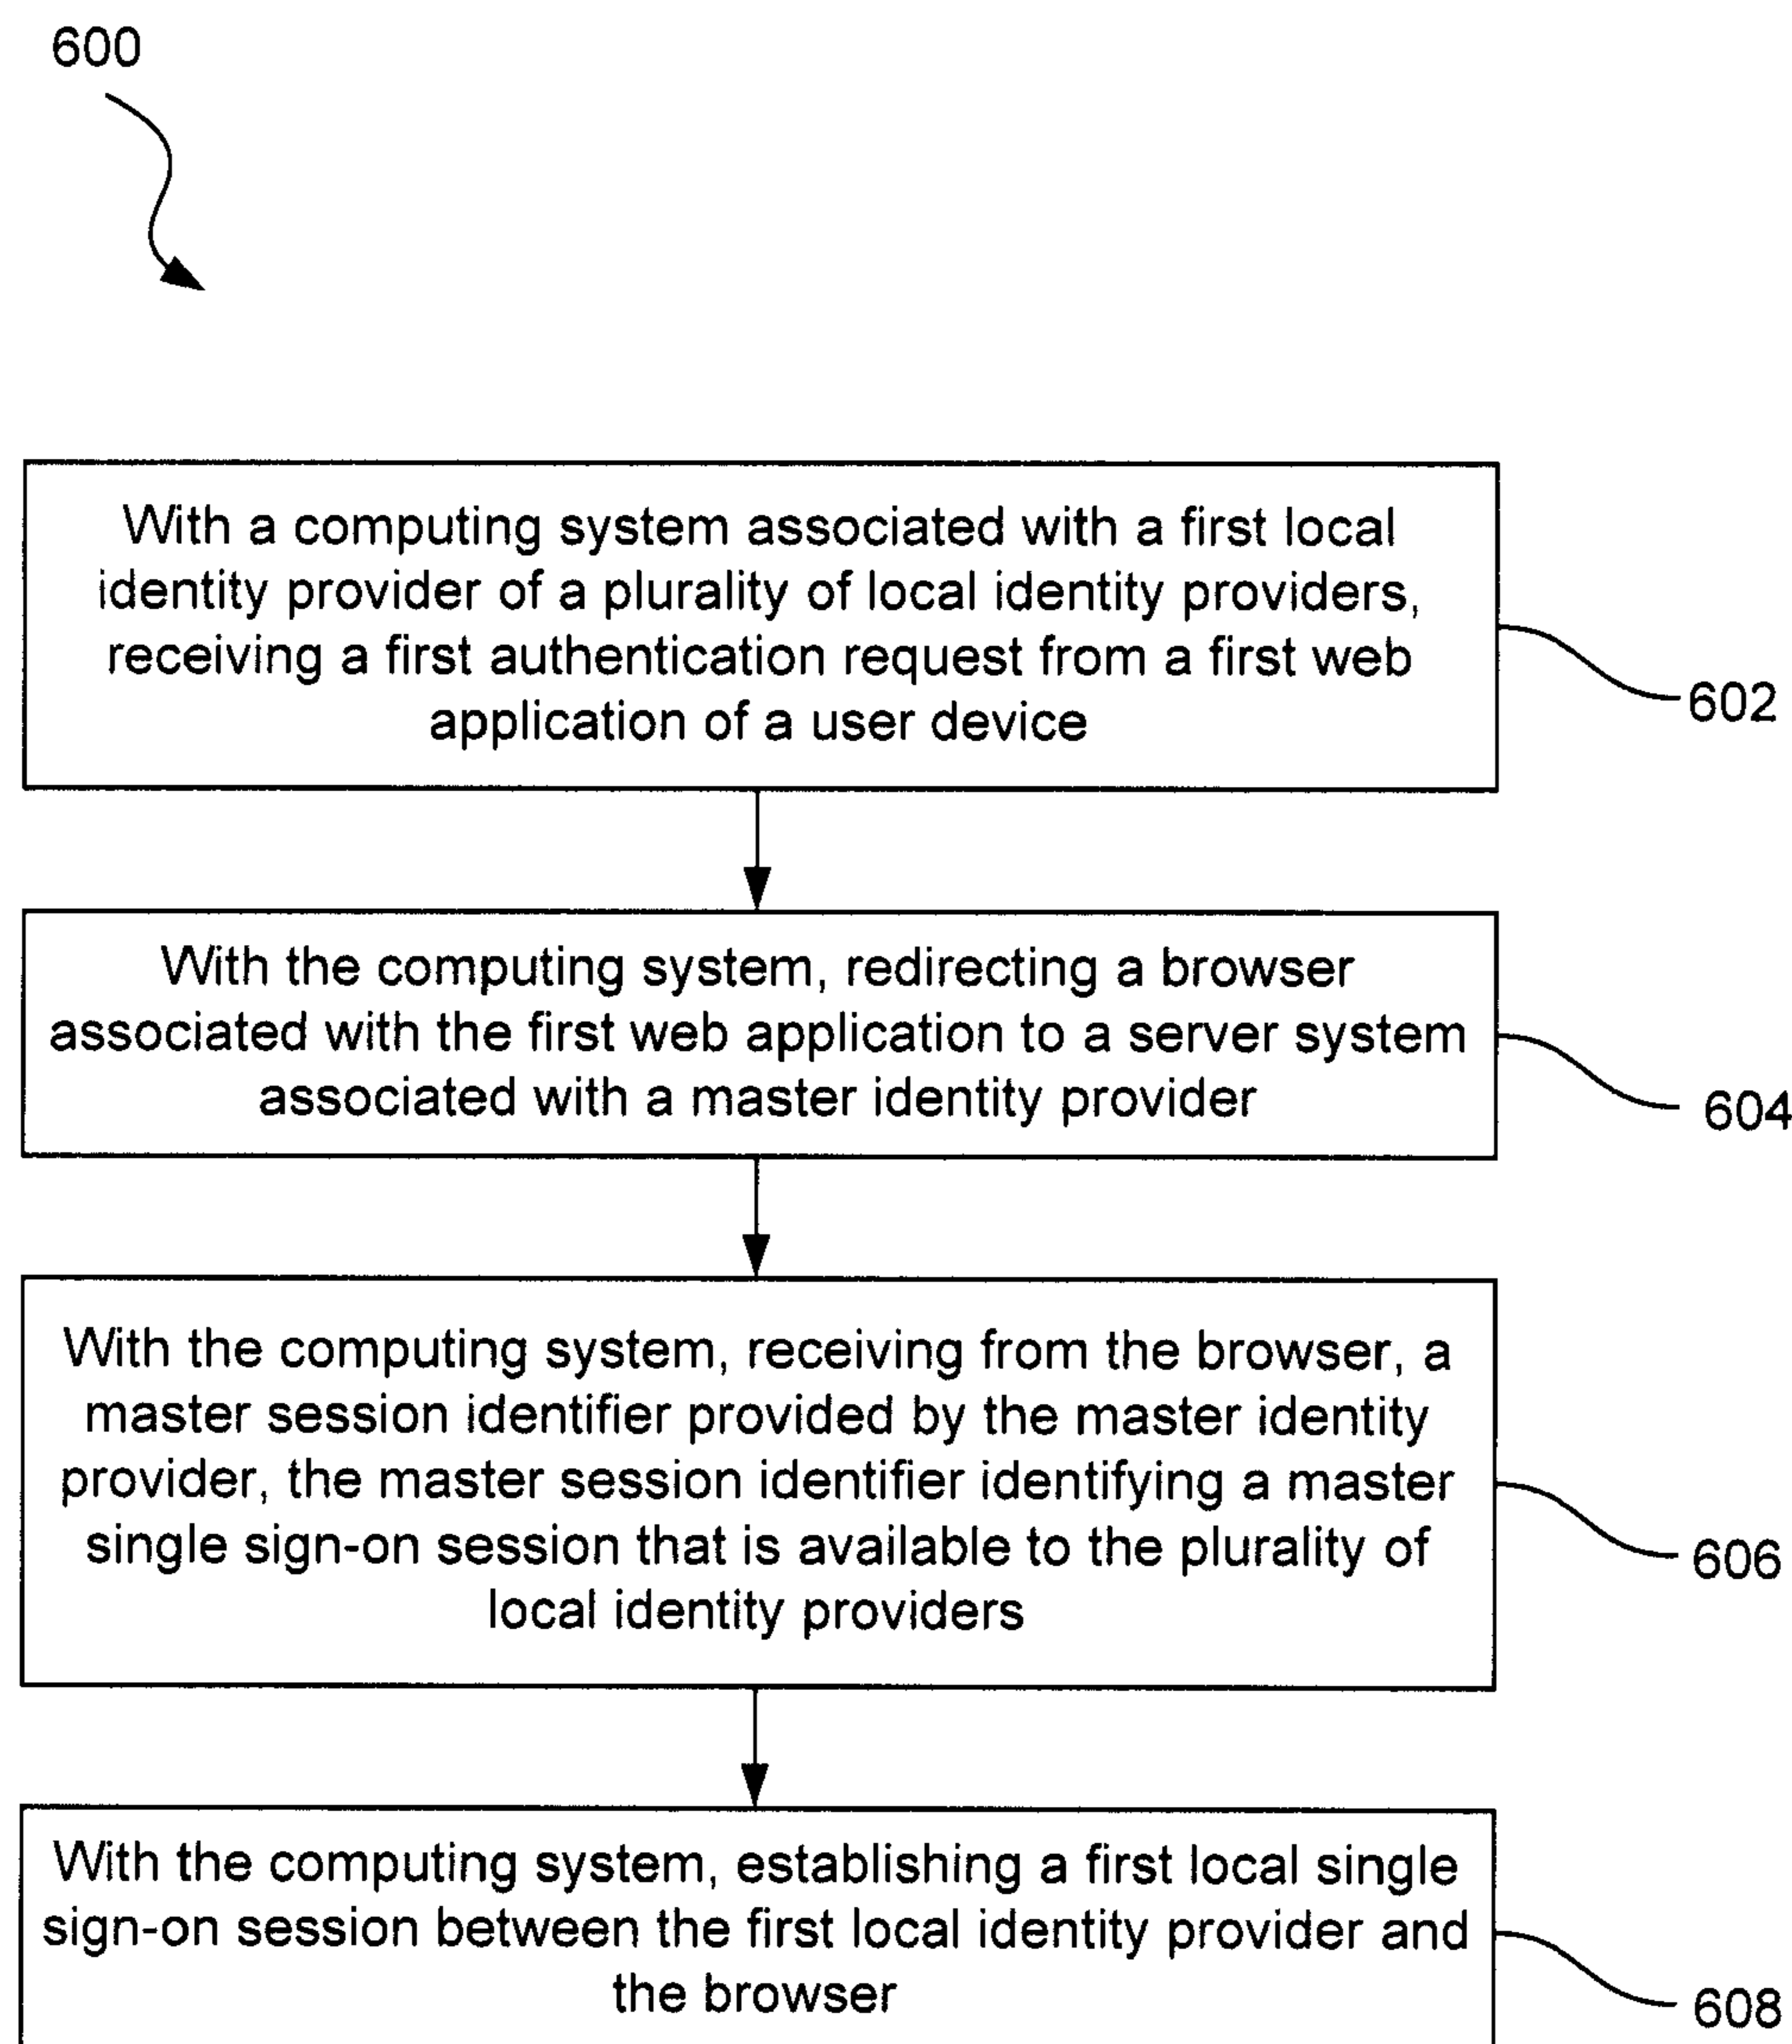 600
With a computing system associated with a first local
identity provider of a plurality of local identity providers,
receiving a first authentication request from a first web
application of a user device
602
With the computing system, redirecting a browser
associated with the first web application to a server system
associated with a master identity provider
604
With the computing system, receiving from the browser, a
master session identifier provided by the master identity
provider, the master session identifier identifying a master
single sign-on session that is available to the plurality of
local identity providers
606
With the computing system, establishing a first local single
sign-on session between the first local identity provider and
the browser
608